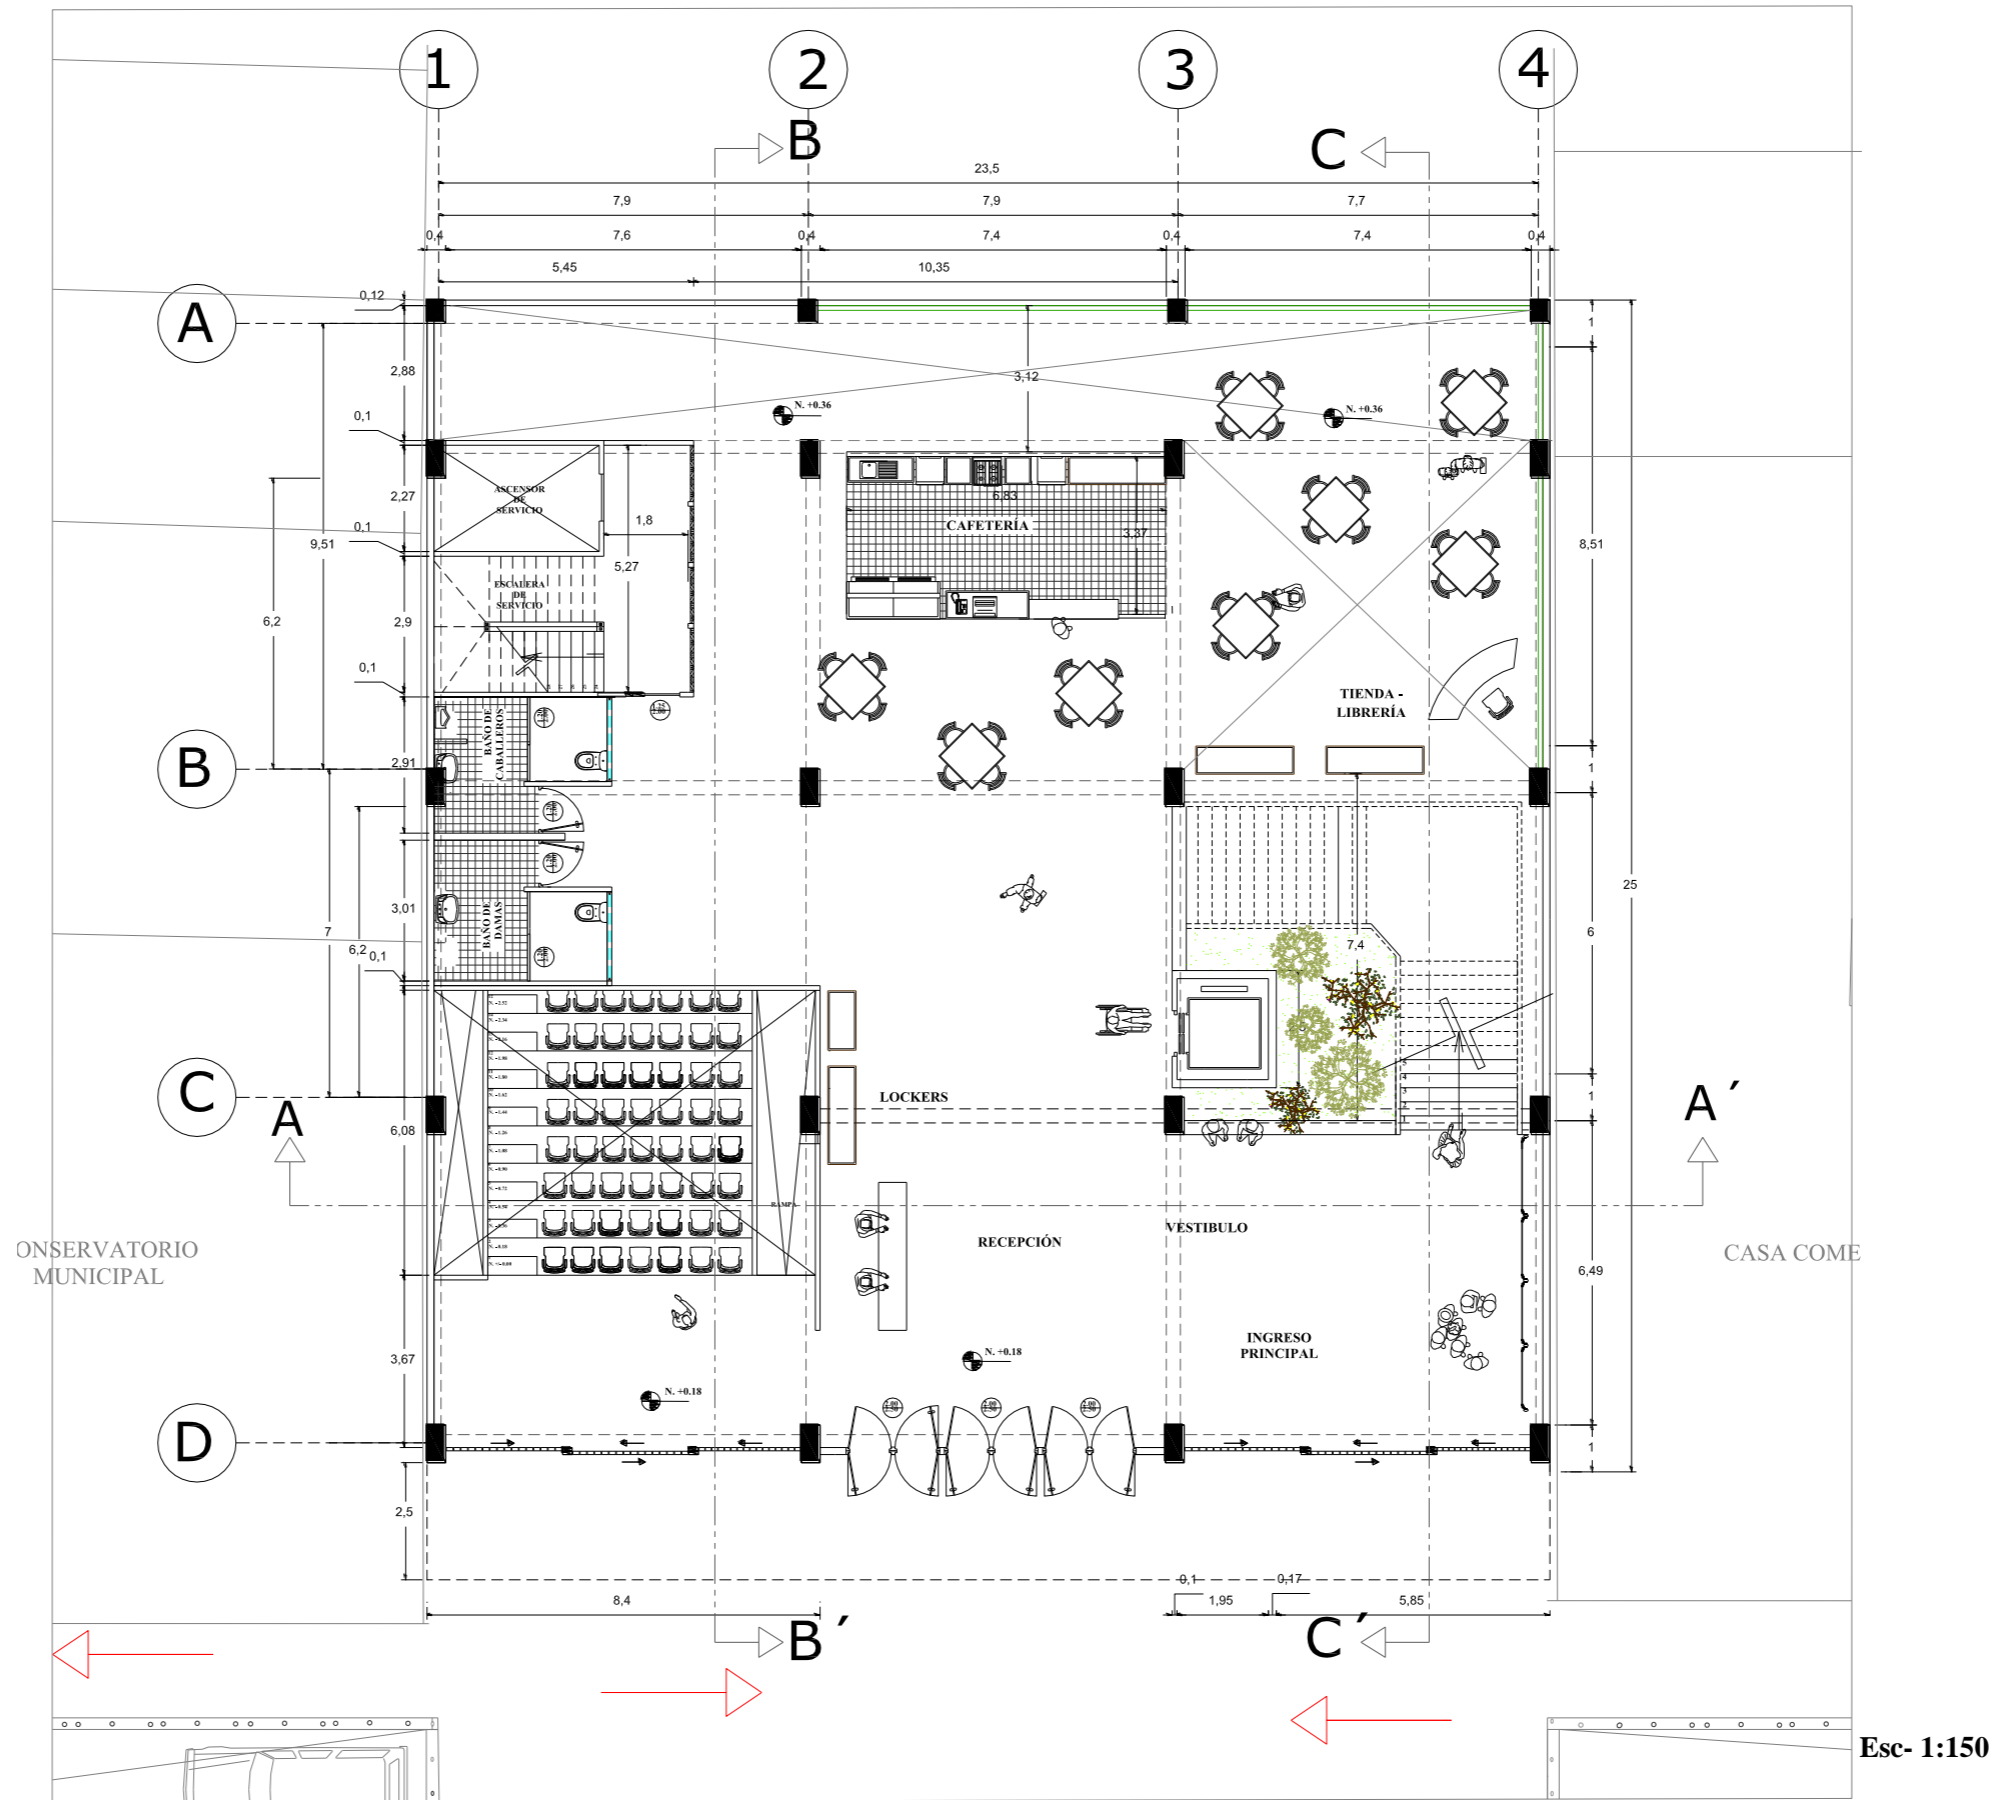 1
2
3
4
B
C
23,5
7,9
7,9
7,7
0,4
7,6
0,4
7,4
0,4
7,4
0,4
5,45
10,35
A
0,12
1
2,88
3,12
N. +0.36
N. +0.36
0,1
ASCENSOR
DE
SERVICIO
2,27
6,83
CAFETERÍA
1,8
3,37
0,1
9,51
8,51
5,27
ESCALERA
DE
SERVICIO
6,2
2,9
0,1
TIENDA -
LIBRERÍA
BAÑO DE
CABALLEROS
B
2,91
1
25
3,01
BAÑO DE
DAMAS
7
6,2
0,1
7,4
6
C
LOCKERS
1
A
A´
6,08
RAMPA
VESTIBULO
RECEPCIÓN
ONSERVATORIO
MUNICIPAL
CASA COME
6,49
INGRESO
PRINCIPAL
3,67
N. +0.18
N. +0.18
D
1
2,5
0,1
0,17
8,4
1,95
5,85
B´
C´
Esc- 1:150